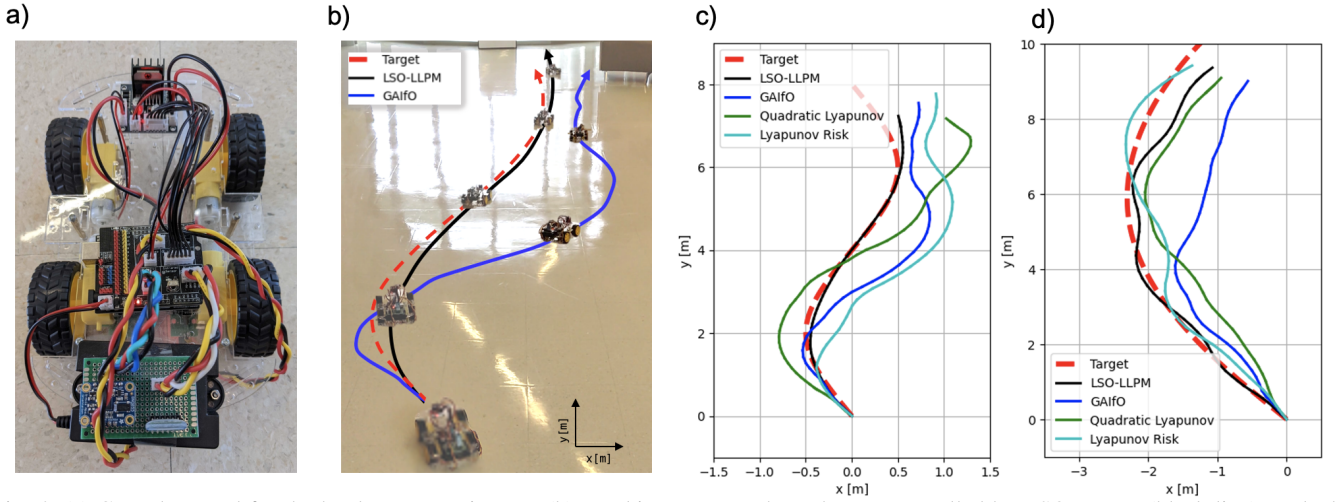 a)
b)
Target
LSO-LLPM
GAIfO
y[m]
x[m]
c)
Target
LSO-LLPM
GAIfO
Quadratic Lyapunov
Lyapunov Risk
8
6
4
2
0
y [m]
−1.5 −1.0 −0.5 0.0 0.5 1.0 1.5
x [m]
d)
10
8
6
4
2
0
y [m]
Target
LSO-LLPM
GAIfO
Quadratic Lyapunov
Lyapunov Risk
−3 −2 −1 0
x [m]